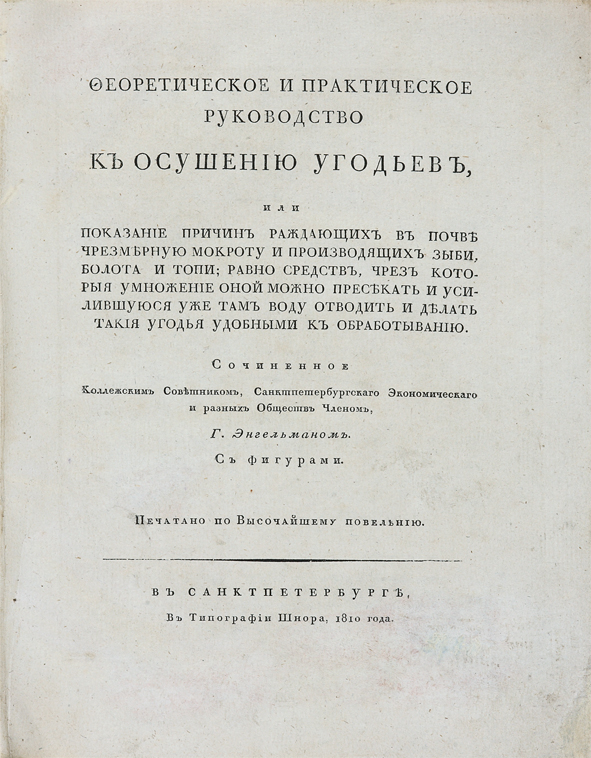 ѲЕОРЕТИЧЕСКОЕ И ПРАКТИЧЕСКОЕ
РУКОВОДСТВО
КЪ ОСУШЕНІЮ УГОДЬЕВЪ,
ИЛИ
ПОКАЗАНІЕ ПРИЧИНЪ РАЖДАЮЩИХЪ ВЪ ПОЧВѢ
ЧРЕЗМѢРНУЮ МОКРОТУ И ПРОИЗВОДЯЩИХЪ ЗЫБИ,
БОЛОТА И ТОПИ; РАВНО СРЕДСТВЪ, ЧРЕЗЪ КОТО-
РЫЯ УМНОЖЕНІЕ ОНОЙ МОЖНО ПРЕСѢКАТЬ И УСИ-
ЛИВШУЮСЯ УЖЕ ТАМЪ ВОДУ ОТВОДИТЬ И ДѢЛАТЬ
ТАКІЯ УГОДЬЯ УДОБНЫМИ КЪ ОБРАБОТЫВАНІЮ.
Сочиненное
Коллежскимъ Совѣтникомъ, Санктпетербургскаго Экономическаго
и разныхъ Обществъ Членомъ,
Г. Энгельманомъ.
Съ фигурами.
Печатано по Высочайшему повелѣнію.
ВЪ САНКТПЕТЕРБУРГѢ,
Въ Типографіи Шнора, 1810 года.